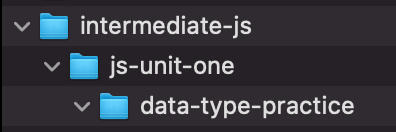 intermediate-js
js-unit-one
data-type-practice